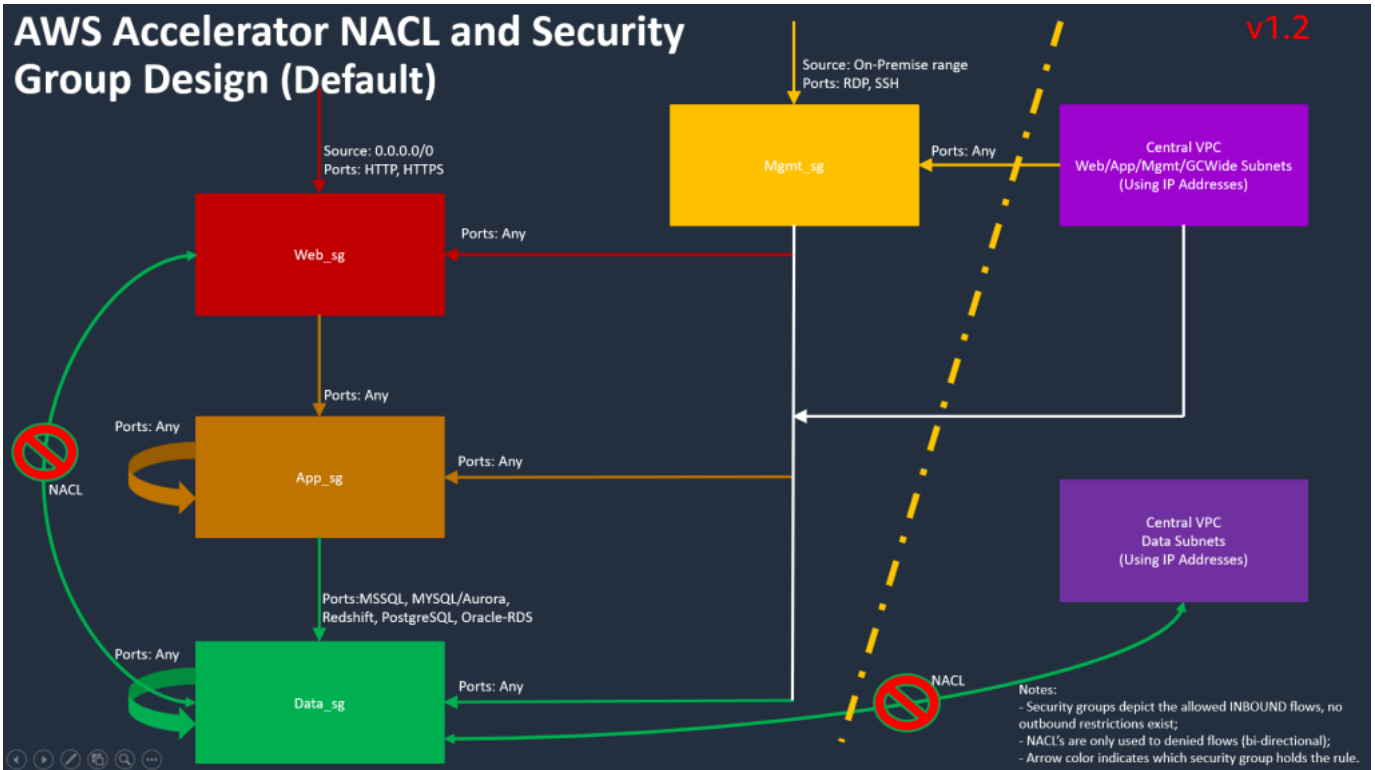 AWS Accelerator NACL and Security
Group Design (Default)
v1.2
Source: On-Premise range
Ports: RDP, SSH
Source: 0.0.0.0/0
Ports: HTTP, HTTPS
Mgmt_sg
Ports: Any
Central VPC
Web/App/Mgmt/GCWide Subnets
(Using IP Addresses)
Web_sg
Ports: Any
Ports: Any
Ports: Any
App_sg
Ports: Any
NACL
Central VPC
Data Subnets
(Using IP Addresses)
Ports:MSSQL, MYSQL/Aurora,
Redshift, PostgreSQL, Oracle-RDS
Ports: Any
Data_sg
Ports: Any
NACL
Notes:
- Security groups depict the allowed INBOUND flows, no
outbound restrictions exist;
- NACL's are only used to denied flows (bi-directional);
- Arrow color indicates which security group holds the rule.